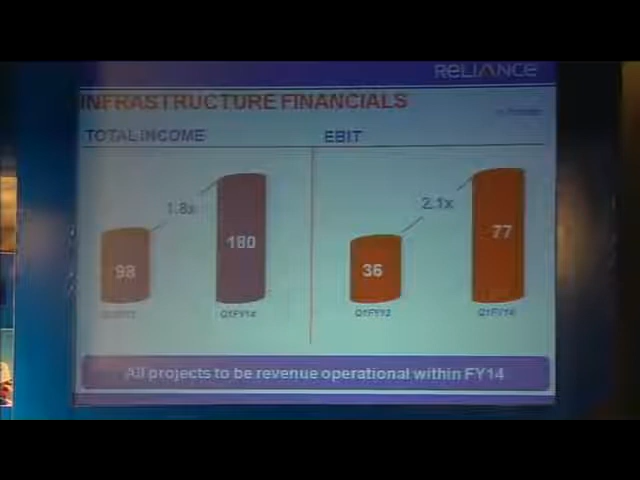 RELIANCE
INFRASTRUCTURE FINANCIALS
TOTAL INCOME
EBIT
1.8x
98
180
2.1x
36
77
Q1FY14
Q1FY14
All projects to be revenue operational within FY14